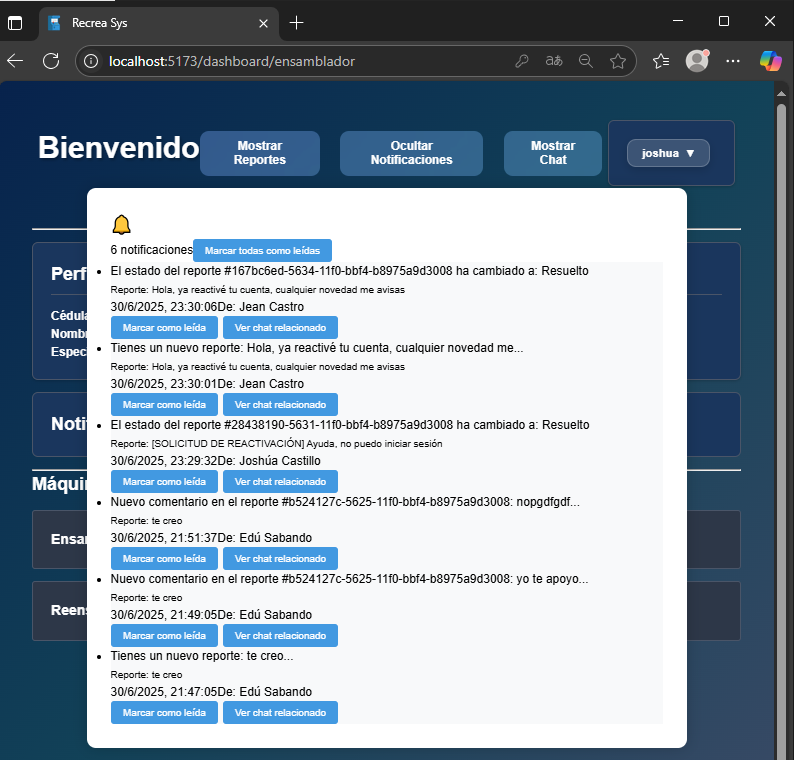 Recrea Sys
localhost:5173/dashboard/ensamblador
Bienvenido
Mostrar
Reportes
Ocultar
Notificaciones
Mostrar
Chat
joshua ▼
6 notificaciones Marcar todas como leídas
• El estado del reporte #167bc6ed-5634-11f0-bbf4-b8975a9d3008 ha cambiado a: Resuelto
Reporte: Hola, ya reactivé tu cuenta, cualquier novedad me avisas
30/6/2025, 23:30:06De: Jean Castro
Marcar como leída Ver chat relacionado
• Tienes un nuevo reporte: Hola, ya reactivé tu cuenta, cualquier novedad me...
Reporte: Hola, ya reactivé tu cuenta, cualquier novedad me avisas
30/6/2025, 23:30:01De: Jean Castro
Marcar como leída Ver chat relacionado
• El estado del reporte #28438190-5631-11f0-bbf4-b8975a9d3008 ha cambiado a: Resuelto
Reporte: [SOLICITUD DE REACTIVACIÓN] Ayuda, no puedo iniciar sesión
30/6/2025, 23:29:32De: Joshúa Castillo
Marcar como leída Ver chat relacionado
• Nuevo comentario en el reporte #b524127c-5625-11f0-bbf4-b8975a9d3008: nopgdfgdf...
Reporte: te creo
30/6/2025, 21:51:37De: Edú Sabando
Marcar como leída Ver chat relacionado
• Nuevo comentario en el reporte #b524127c-5625-11f0-bbf4-b8975a9d3008: yo te apoyo...
Reporte: te creo
30/6/2025, 21:49:05De: Edú Sabando
Marcar como leída Ver chat relacionado
• Tienes un nuevo reporte: te creo...
Reporte: te creo
30/6/2025, 21:47:05De: Edú Sabando
Marcar como leída Ver chat relacionado
Perf
Cédula
Nomb
Espec
Noti
Máqui
Ensa
Reens